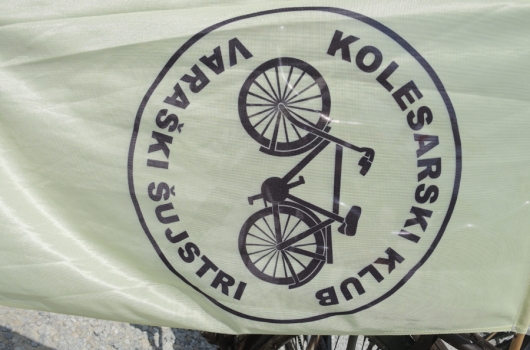 KOLESARSKI KLUB
VARAŠKI ŠUJSTRI